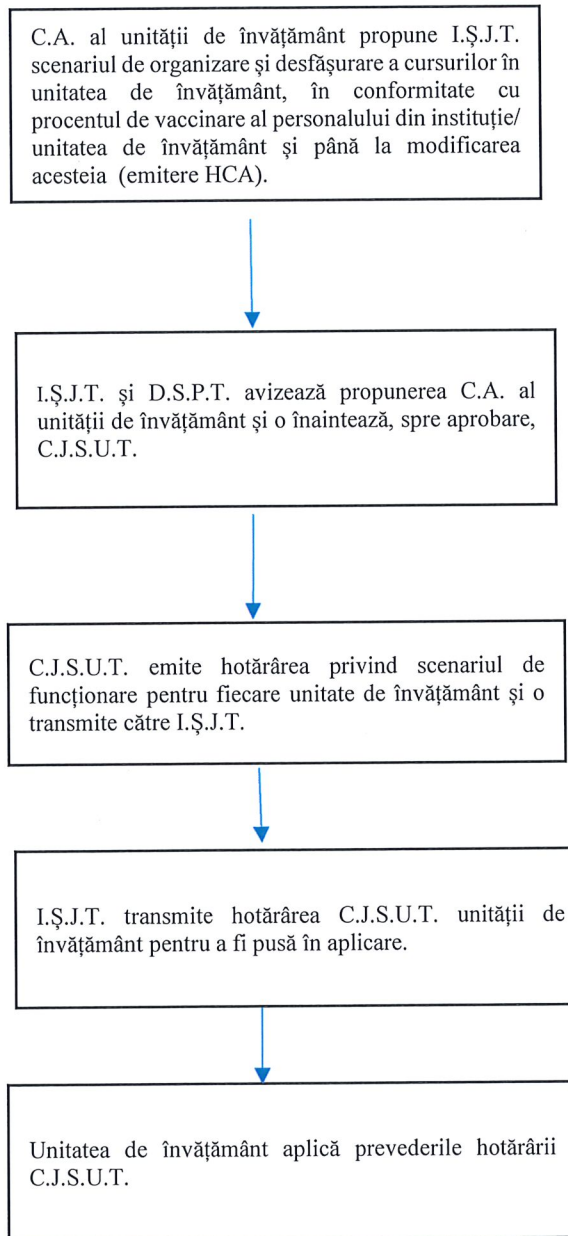 C.A. al unității de învățământ propune I.Ș.J.T.
scenariul de organizare și desfășurare a cursurilor în
unitatea de învățământ, în conformitate cu
procentul de vaccinare al personalului din instituție/
unitatea de învățământ și până la modificarea
acesteia (emitere HCA).
I.Ș.J.T. și D.S.P.T. avizează propunerea C.A. al
unității de învățământ și o înaintează, spre aprobare,
C.J.S.U.T.
C.J.S.U.T. emite hotărârea privind scenariul de
funcționare pentru fiecare unitate de învățământ și o
transmite către I.Ș.J.T.
I.Ș.J.T. transmite hotărârea C.J.S.U.T. unității de
învățământ pentru a fi pusă în aplicare.
Unitatea de învățământ aplică prevederile hotărârii
C.J.S.U.T.